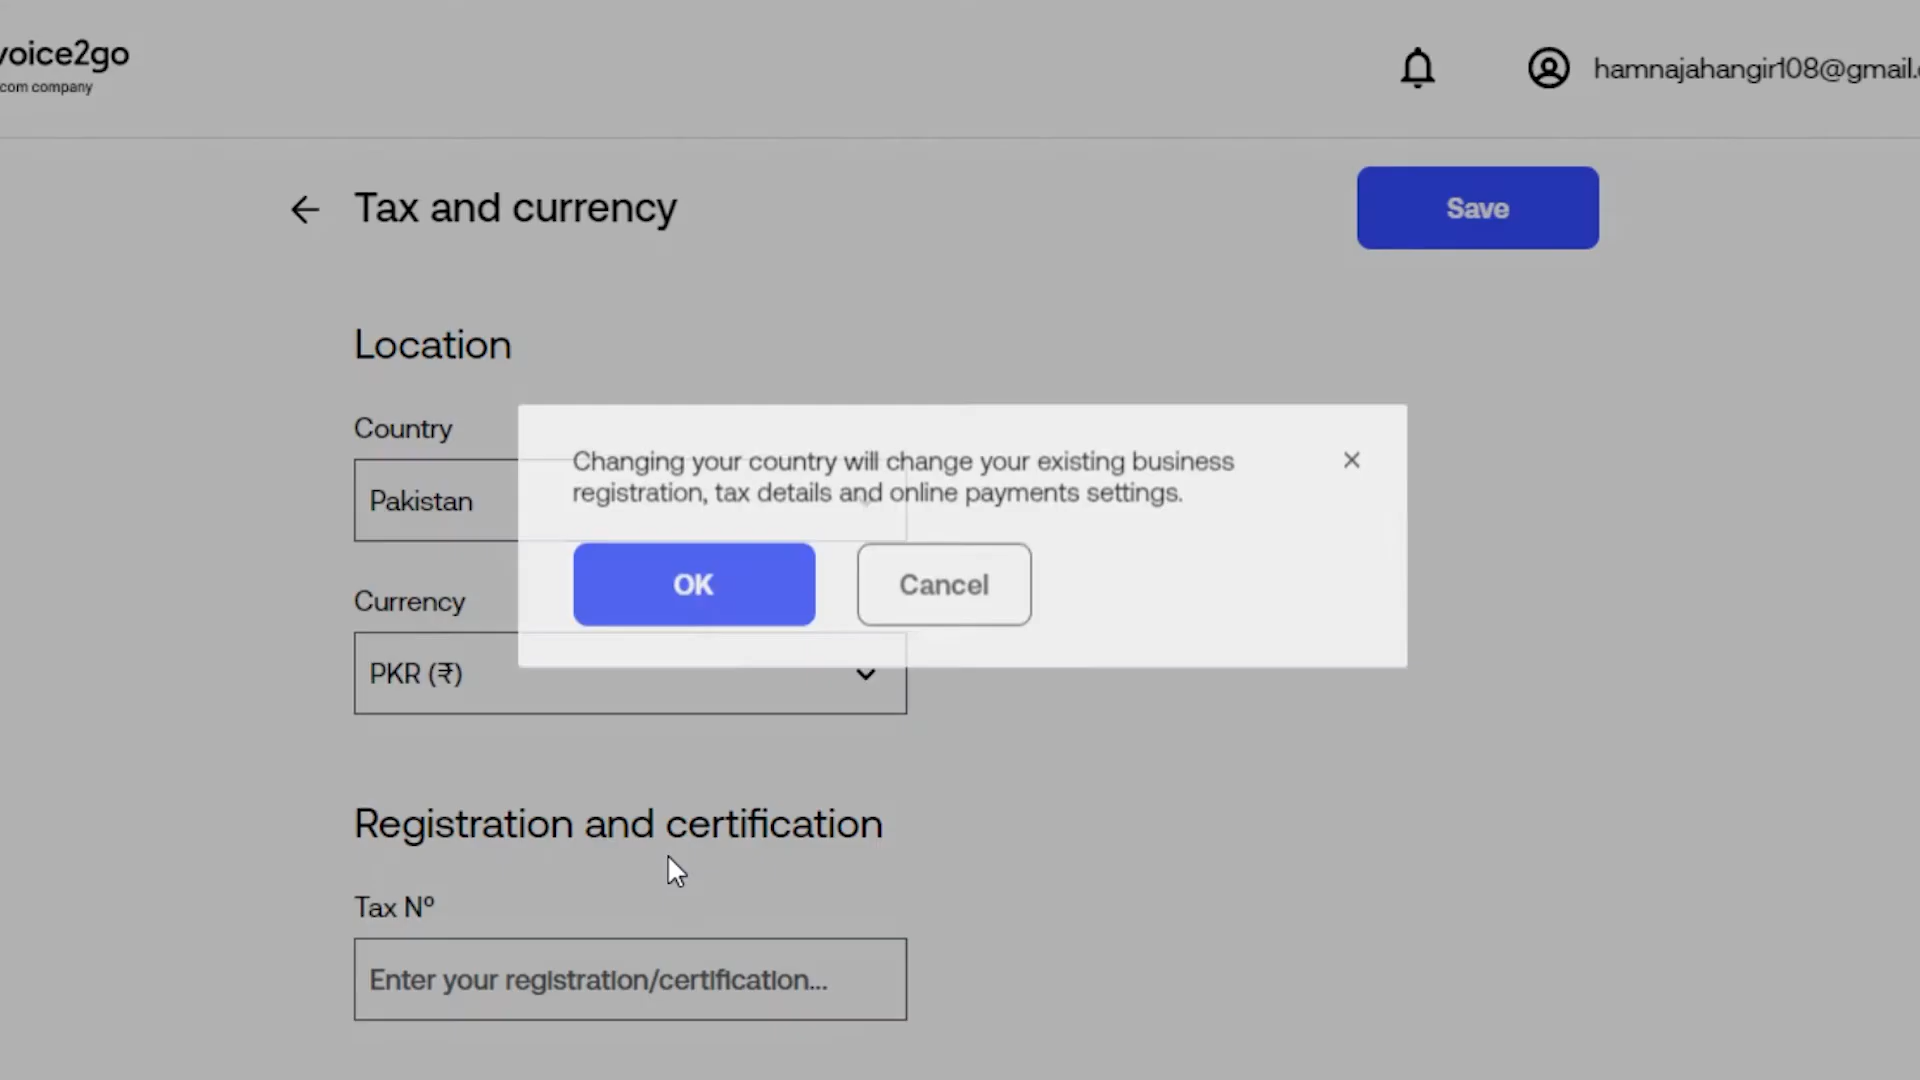 voice2go
com company
hamnajahangir108@gmail.
Tax and currency
Save
Location
Country
Pakistan
Changing your country will change your existing business
registration, tax details and online payments settings.
OK
Cancel
Currency
PKR (₹)
Registration and certification
Tax Nº
Enter your registration/certification...